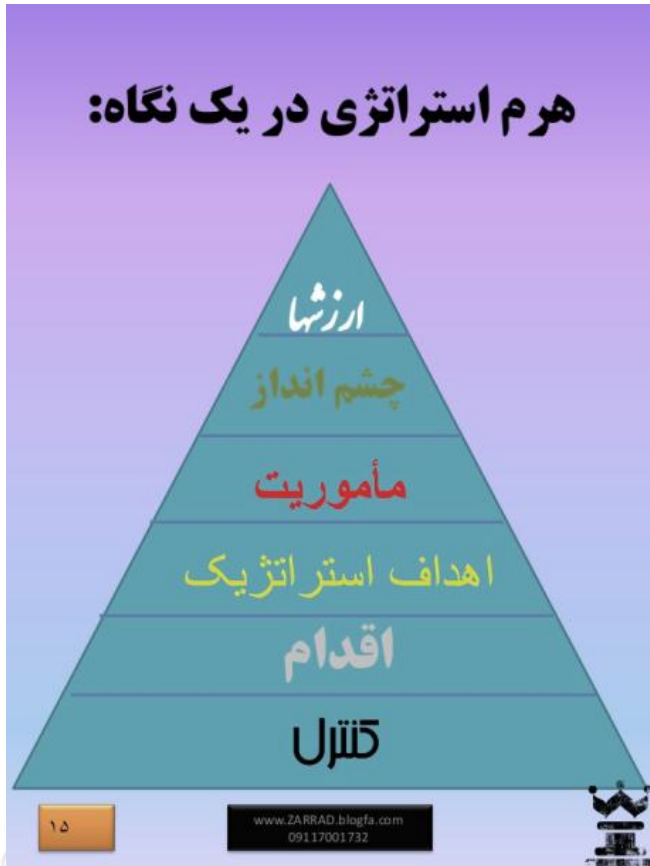 هرم استراتژی در یک نگاه:
ارزشها
چشم انداز
مأموریت
اهداف استراتژیک
اقدام
کنترل
۱۵
www.ZARRAD.blogfa.com
09117001732